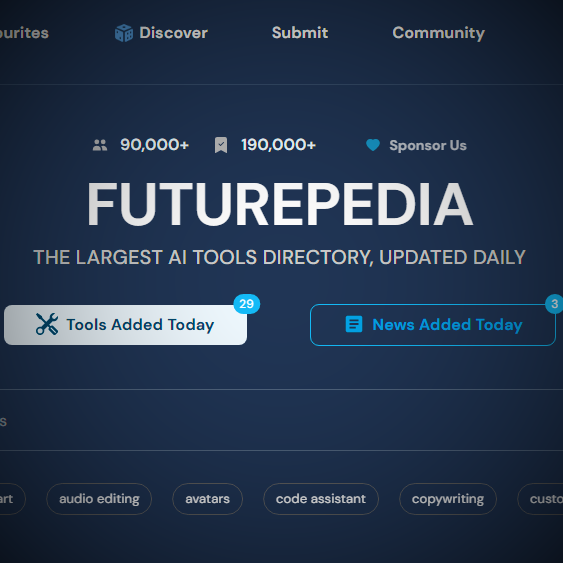 ourites Discover Submit Community
90,000+ 190,000+ Sponsor Us
FUTUREPEDIA
THE LARGEST AI TOOLS DIRECTORY, UPDATED DAILY
29 3
Tools Added Today News Added Today
s
art audio editing avatars code assistant copywriting custo